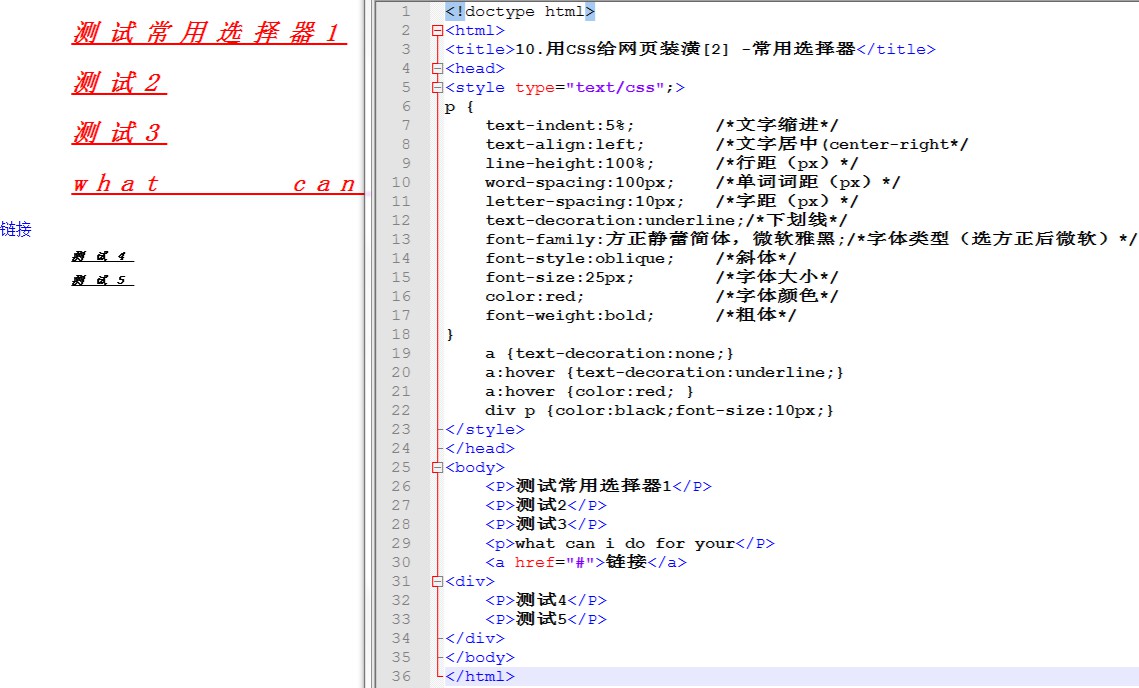 测试常用选择器1
测试2
测试3
what can
链接
测试4
测试5
1 <!doctype html>
2 <html>
3 <title>10.用CSS给网页装潢[2] -常用选择器</title>
4 <head>
5 <style type="text/css";>
6 p {
7 text-indent:5%; /*文字缩进*/
8 text-align:left; /*文字居中(center-right*/
9 line-height:100%; /*行距（px）*/
10 word-spacing:100px; /*单词词距（px）*/
11 letter-spacing:10px; /*字距（px）*/
12 text-decoration:underline;/*下划线*/
13 font-family:方正静蕾简体，微软雅黑;/*字体类型（选方正后微软）*/
14 font-style:oblique; /*斜体*/
15 font-size:25px; /*字体大小*/
16 color:red; /*字体颜色*/
17 font-weight:bold; /*粗体*/
18 }
19 a {text-decoration:none;}
20 a:hover {text-decoration:underline;}
21 a:hover {color:red; }
22 div p {color:black;font-size:10px;}
23 </style>
24 </head>
25 <body>
26 <P>测试常用选择器1</P>
27 <P>测试2</P>
28 <P>测试3</P>
29 <p>what can i do for your</P>
30 <a href="#">链接</a>
31 <div>
32 <P>测试4</P>
33 <P>测试5</P>
34 </div>
35 </body>
36 </html>